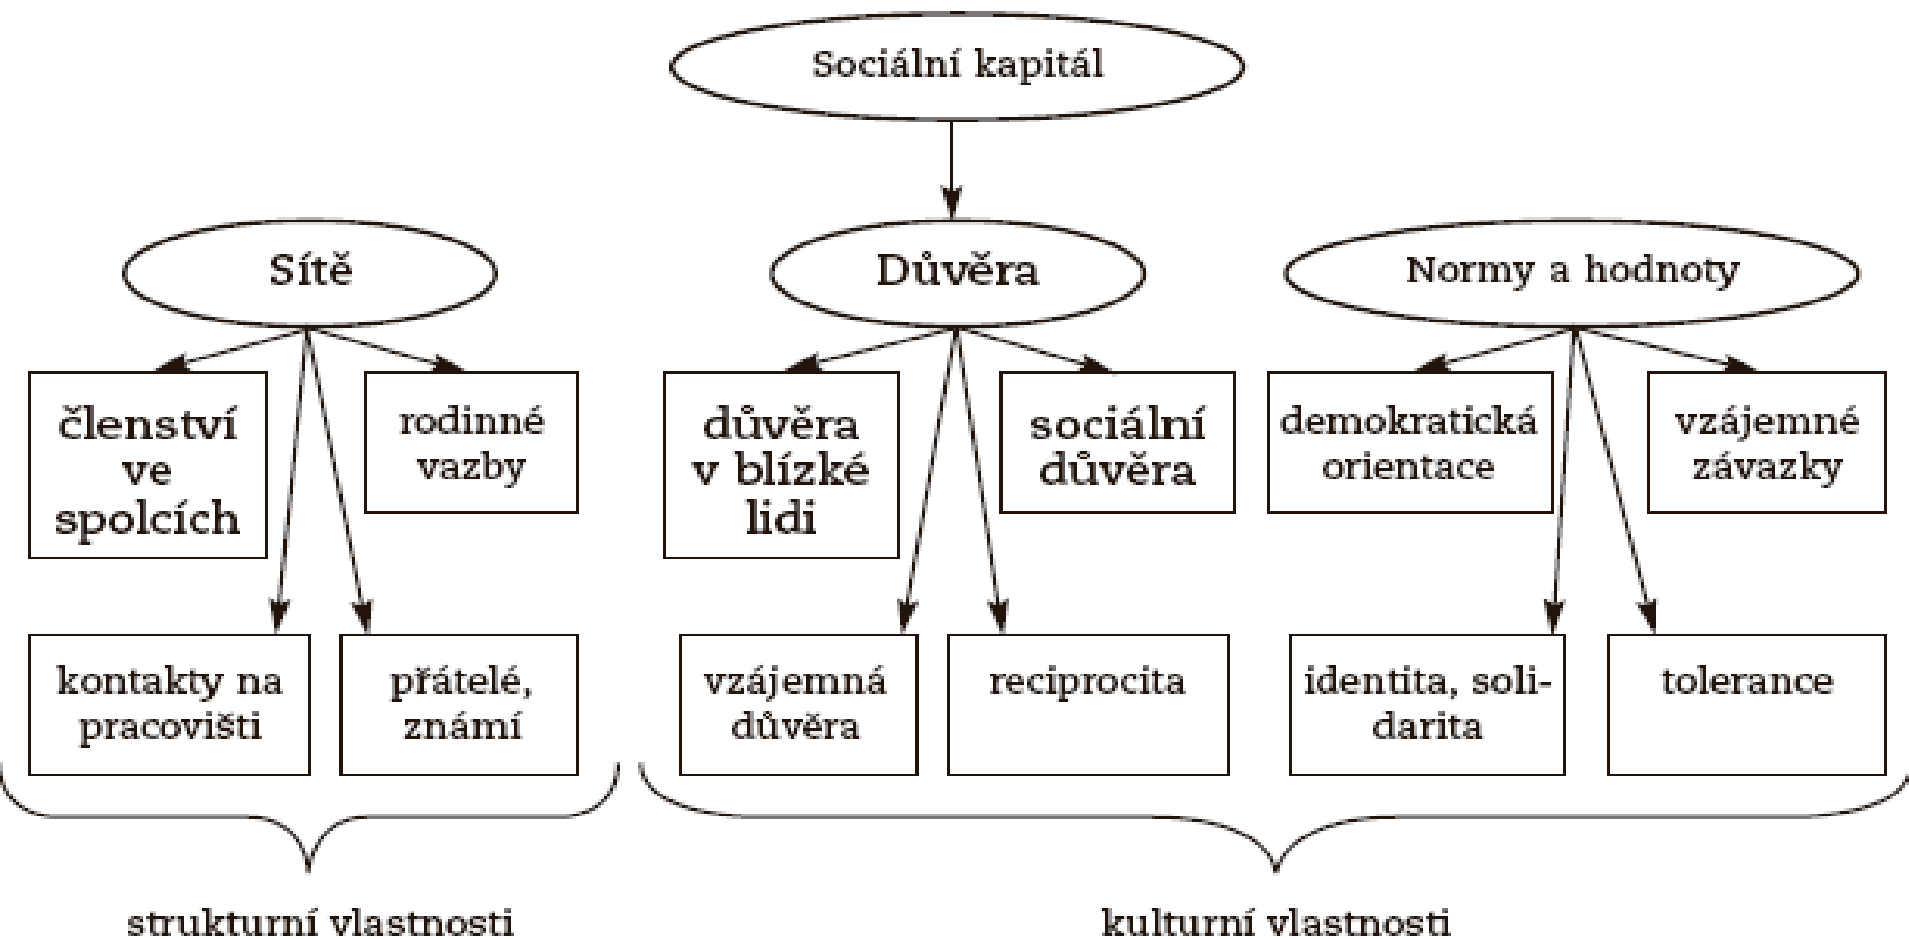 Sociální kapitál
Sítě
Důvěra
Normy a hodnoty
členství
ve
spolcích
rodinné
vazby
důvěra
v blízké
lidi
sociální
důvěra
demokratická
orientace
vzájemné
závazky
kontakty na
pracovišti
přátelé,
známí
vzájemná
důvěra
reciprocita
identita, soli-
darita
tolerance
strukturní vlastnosti
kulturní vlastnosti